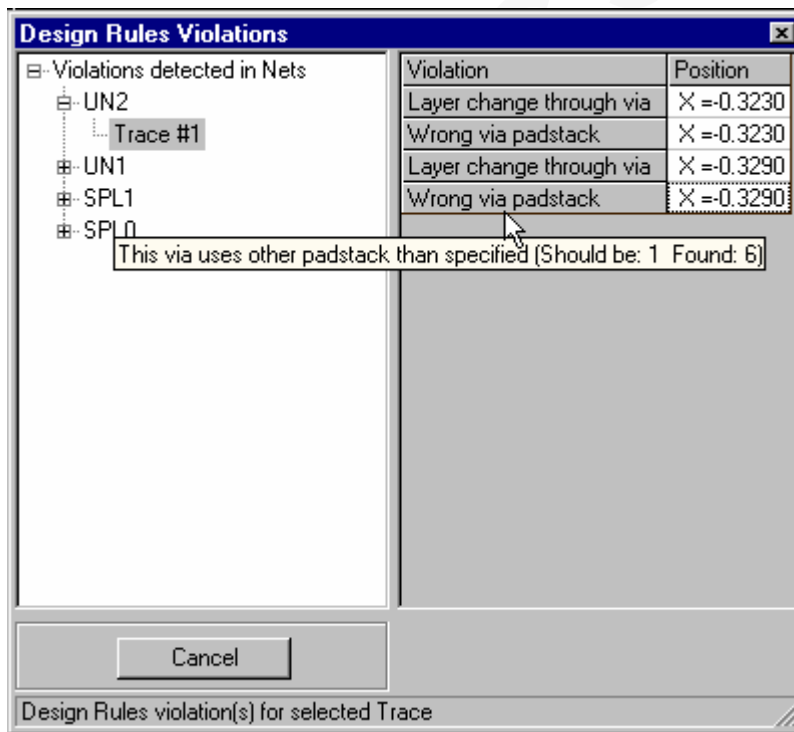 Design Rules Violations
Violations detected in Nets
UN2
Trace #1
UN1
SPL1
SPL0
Violation Position
Layer change through via X =-0.3230
Wrong via padstack X =-0.3230
Layer change through via X =-0.3290
Wrong via padstack X =-0.3290
This via uses other padstack than specified (Should be: 1 Found: 6)
Cancel
Design Rules violation(s) for selected Trace